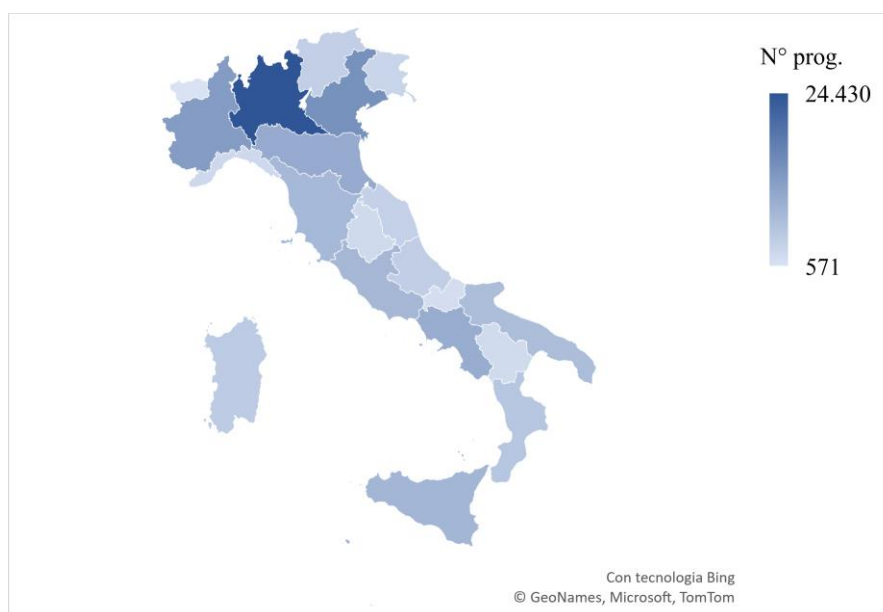 N° prog.
24.430
571
Con tecnologia Bing
© GeoNames, Microsoft, TomTom